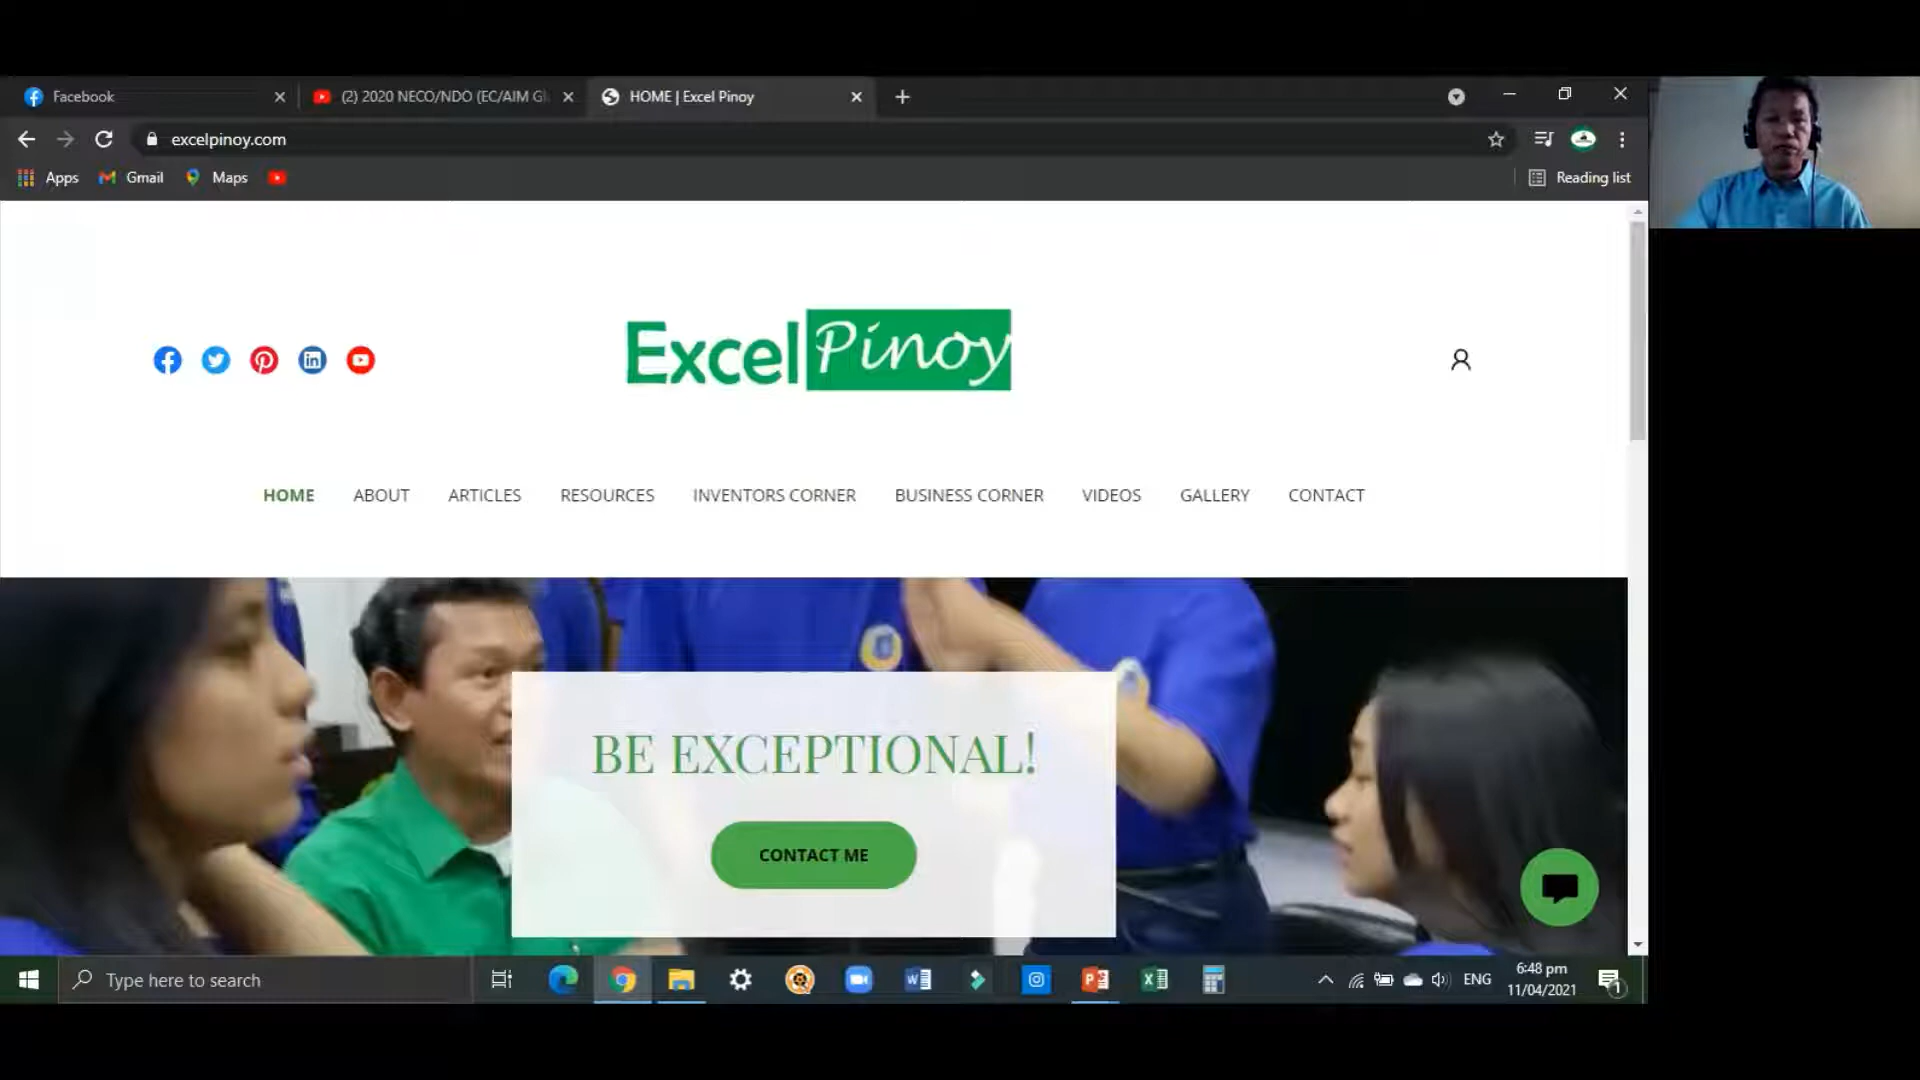 Facebook
(2) 2020 NECO/NDO (EC/AIM Gl
HOME | Excel Pinoy
excelpinoy.com
Apps
Gmail
Maps
Reading list
Excel Pinoy
HOME
ABOUT
ARTICLES
RESOURCES
INVENTORS CORNER
BUSINESS CORNER
VIDEOS
GALLERY
CONTACT
BE EXCEPTIONAL!
CONTACT ME
Type here to search
ENG
6:48 pm
11/04/2021
1